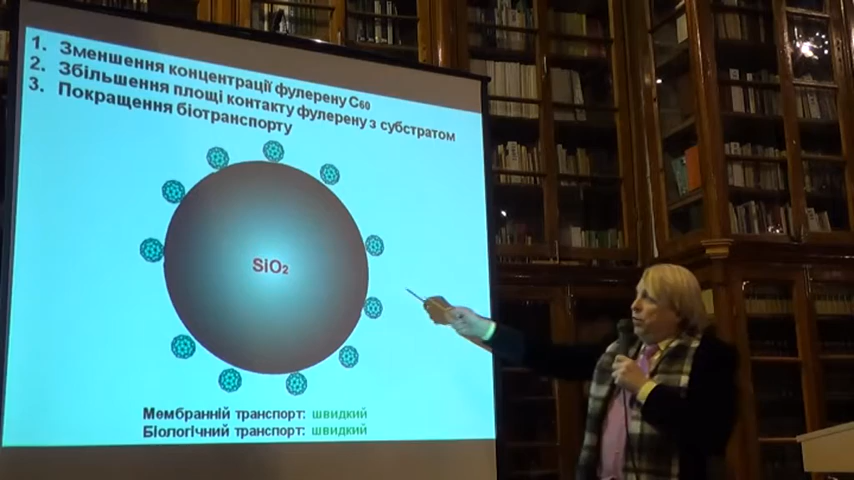 1. Зменшення концентрації фулерену C60
2. Збільшення площі контакту фулерену з субстратом
3. Покращення біотранспорту
SiO2
Мембранній транспорт: швидкий
Біологічний транспорт: швидкий